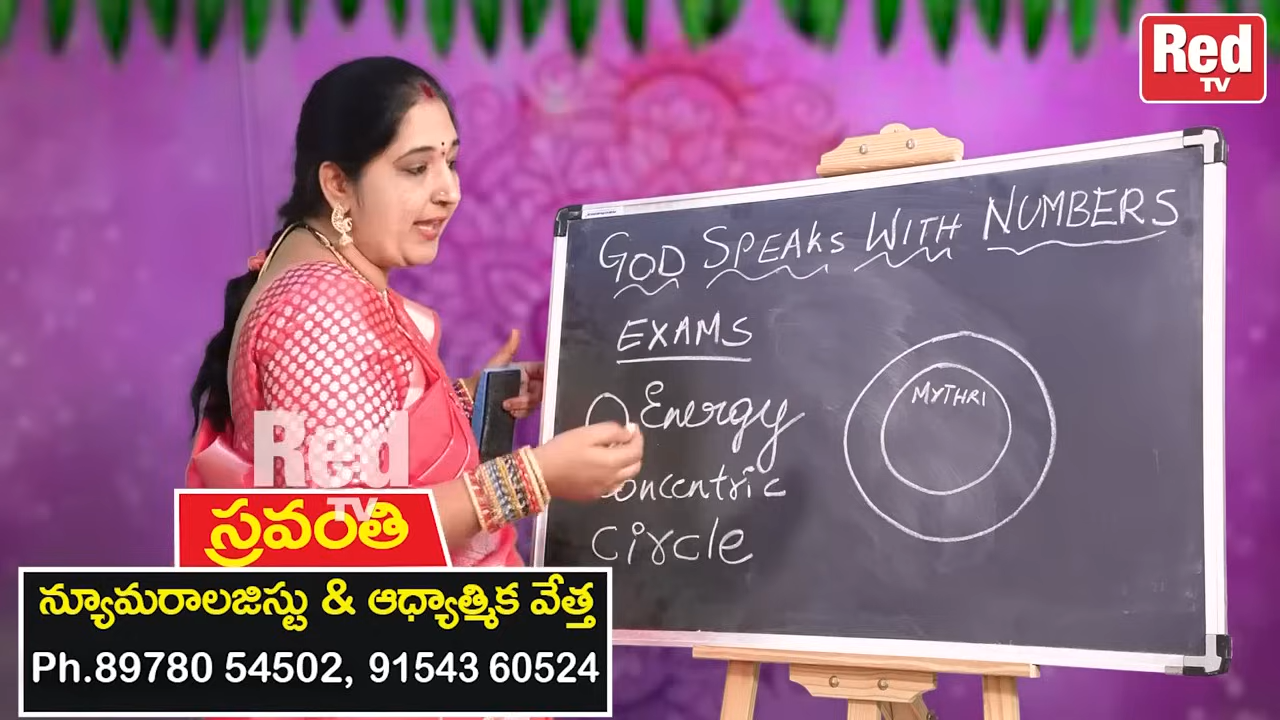 Red
TV
GOD SPEAKS WITH NUMBERS
EXAMS
Energy
concentric
circle
MYTHRI
Red
TV
స్రవంతి
న్యూమరాలజిస్టు & ఆధ్యాత్మిక వేత్త
Ph.89780 54502, 91543 60524